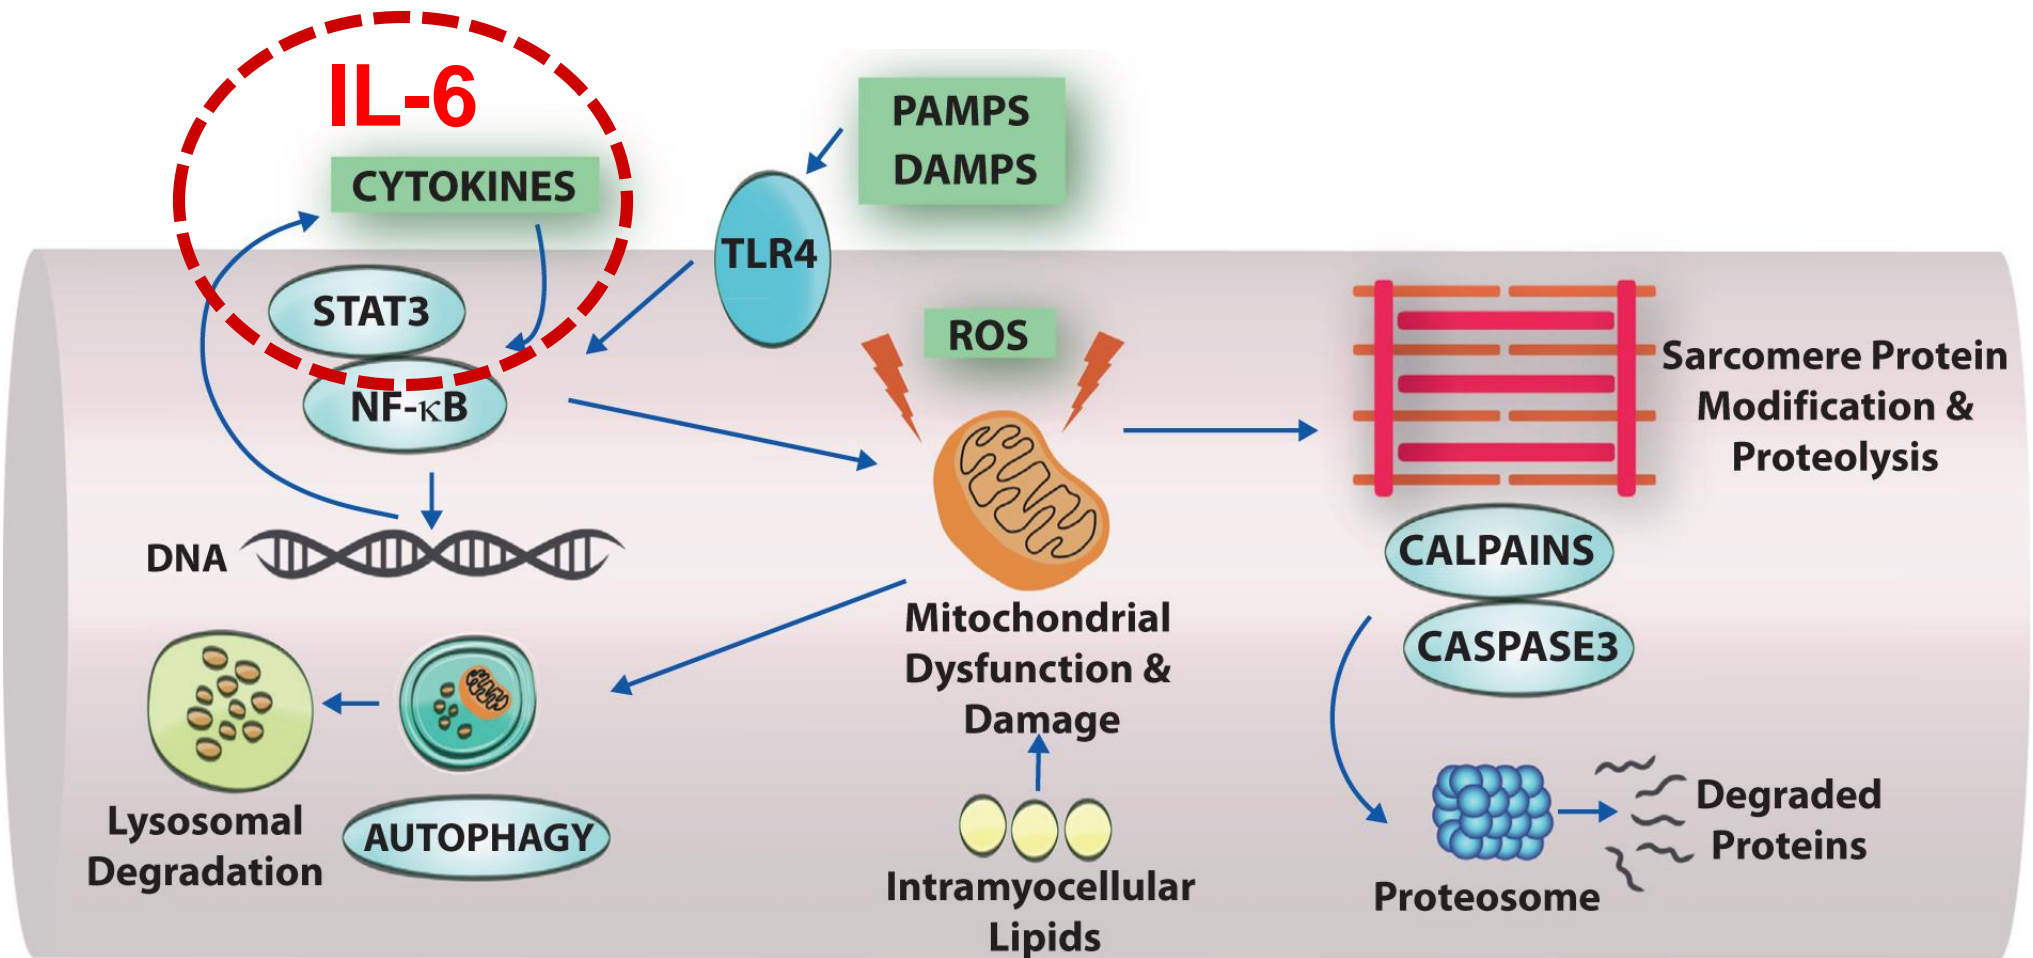 IL-6
CYTOKINES
PAMPS
DAMPS
TLR4
STAT3
NF-κB
ROS
Sarcomere Protein
Modification &
Proteolysis
DNA
CALPAINS
CASPASE3
Mitochondrial
Dysfunction &
Damage
Lysosomal
Degradation
AUTOPHAGY
Intramyocellular
Lipids
Proteosome
Degraded
Proteins